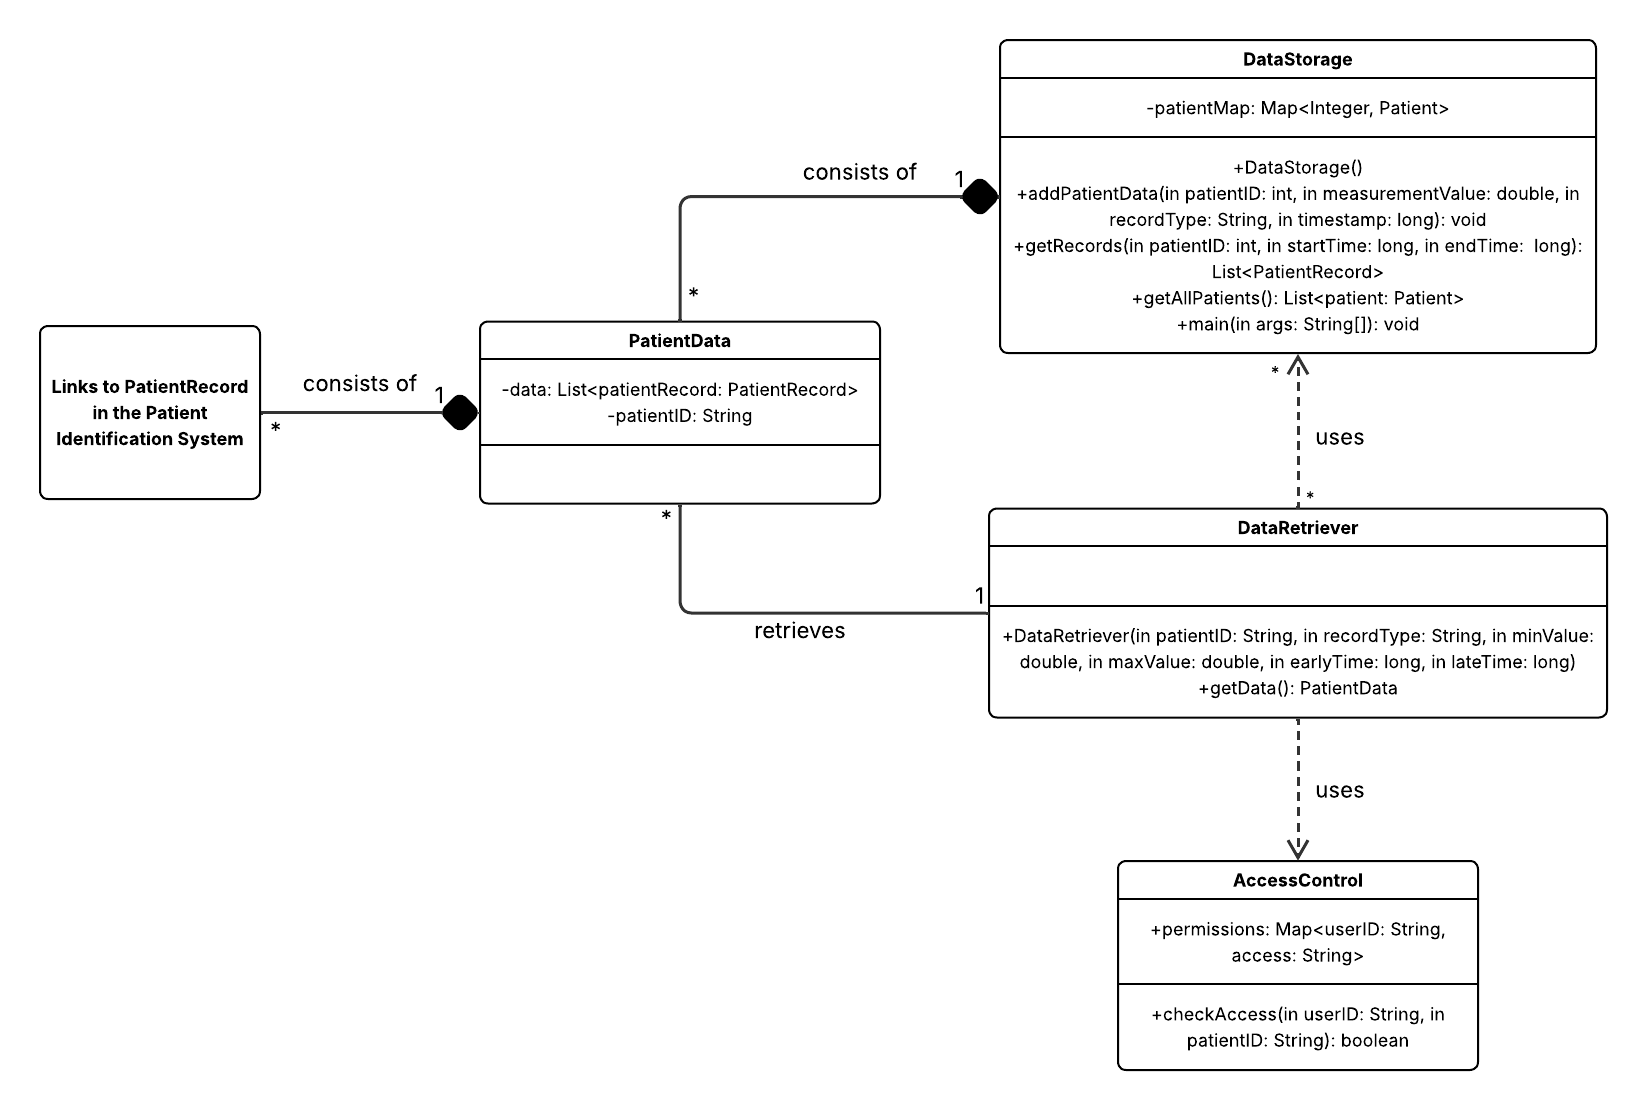 DataStorage
-patientMap: Map<Integer, Patient>
+DataStorage()
+addPatientData(in patientID: int, in measurementValue: double, in
recordType: String, in timestamp: long): void
+getRecords(in patientID: int, in startTime: long, in endTime:  long):
List<PatientRecord>
+getAllPatients(): List<patient: Patient>
+main(in args: String[]): void
consists of
1
*
PatientData
-data: List<patientRecord: PatientRecord>
-patientID: String
Links to PatientRecord
in the Patient
Identification System
consists of
1
*
*
uses
*
DataRetriever
+DataRetriever(in patientID: String, in recordType: String, in minValue:
double, in maxValue: double, in earlyTime: long, in lateTime: long)
+getData(): PatientData
*
1
retrieves
uses
AccessControl
+permissions: Map<userID: String,
access: String>
+checkAccess(in userID: String, in
patientID: String): boolean